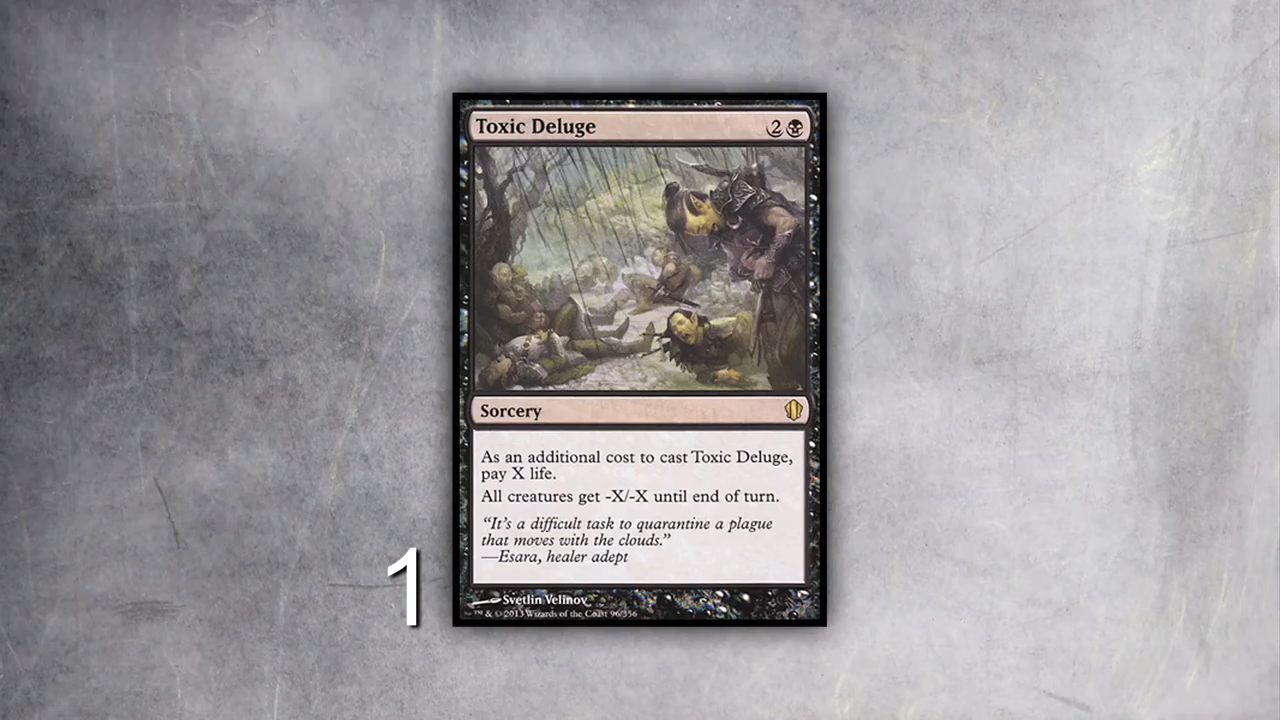 Toxic Deluge 2
Sorcery
As an additional cost to cast Toxic Deluge,
pay X life.
All creatures get -X/-X until end of turn.
“It’s a difficult task to quarantine a plague
that moves with the clouds.”
—Esara, healer adept
1
Svetlin Velinov
™ & © 2013 Wizards of the Coast 96/356